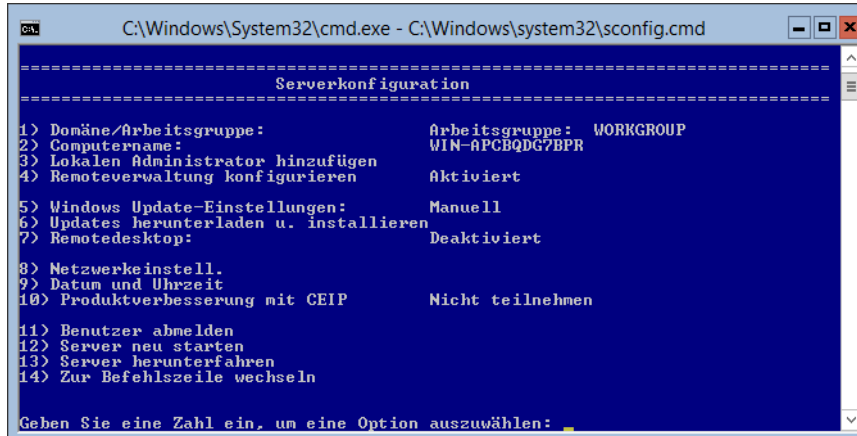 C:\Windows\System32\cmd.exe - C:\Windows\system32\sconfig.cmd
===============================================================================
Serverkonfiguration
===============================================================================
1) Domäne/Arbeitsgruppe: Arbeitsgruppe: WORKGROUP
2) Computername: WIN-APCBQDG7BPR
3) Lokalen Administrator hinzufügen
4) Remoteverwaltung konfigurieren Aktiviert
5) Windows Update-Einstellungen: Manuell
6) Updates herunterladen u. installieren
7) Remotedesktop: Deaktiviert
8) Netzwerkeinstell.
9) Datum und Uhrzeit
10) Produktverbesserung mit CEIP Nicht teilnehmen
11) Benutzer abmelden
12) Server neu starten
13) Server herunterfahren
14) Zur Befehlszeile wechseln
Geben Sie eine Zahl ein, um eine Option auszuwählen: _